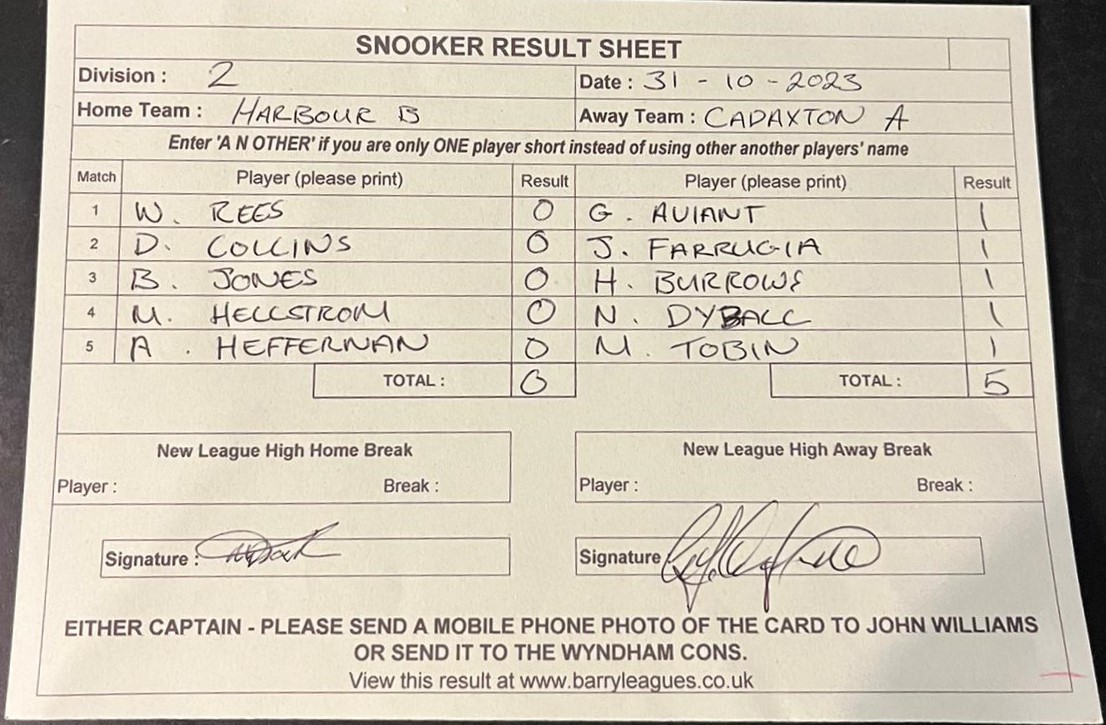 SNOOKER RESULT SHEET
Division : 2 Date : 31 - 10 - 2023
Home Team : HARBOUR B Away Team : CADAXTON A
Enter 'A N OTHER' if you are only ONE player short instead of using other another players' name
Match Player (please print) Result Player (please print) Result
1 W. REES 0 G. AVIANT 1
2 D. COLLINS 0 J. FARRUGIA 1
3 B. JONES 0 H. BURROWS 1
4 M. HELLSTROM 0 N. DYBALL 1
5 A. HEFFERNAN 0 M. TOBIN 1
TOTAL : 0 TOTAL : 5
New League High Home Break New League High Away Break
Player : Break : Player : Break :
Signature : Signature
EITHER CAPTAIN - PLEASE SEND A MOBILE PHONE PHOTO OF THE CARD TO JOHN WILLIAMS
OR SEND IT TO THE WYNDHAM CONS.
View this result at www.barryleagues.co.uk